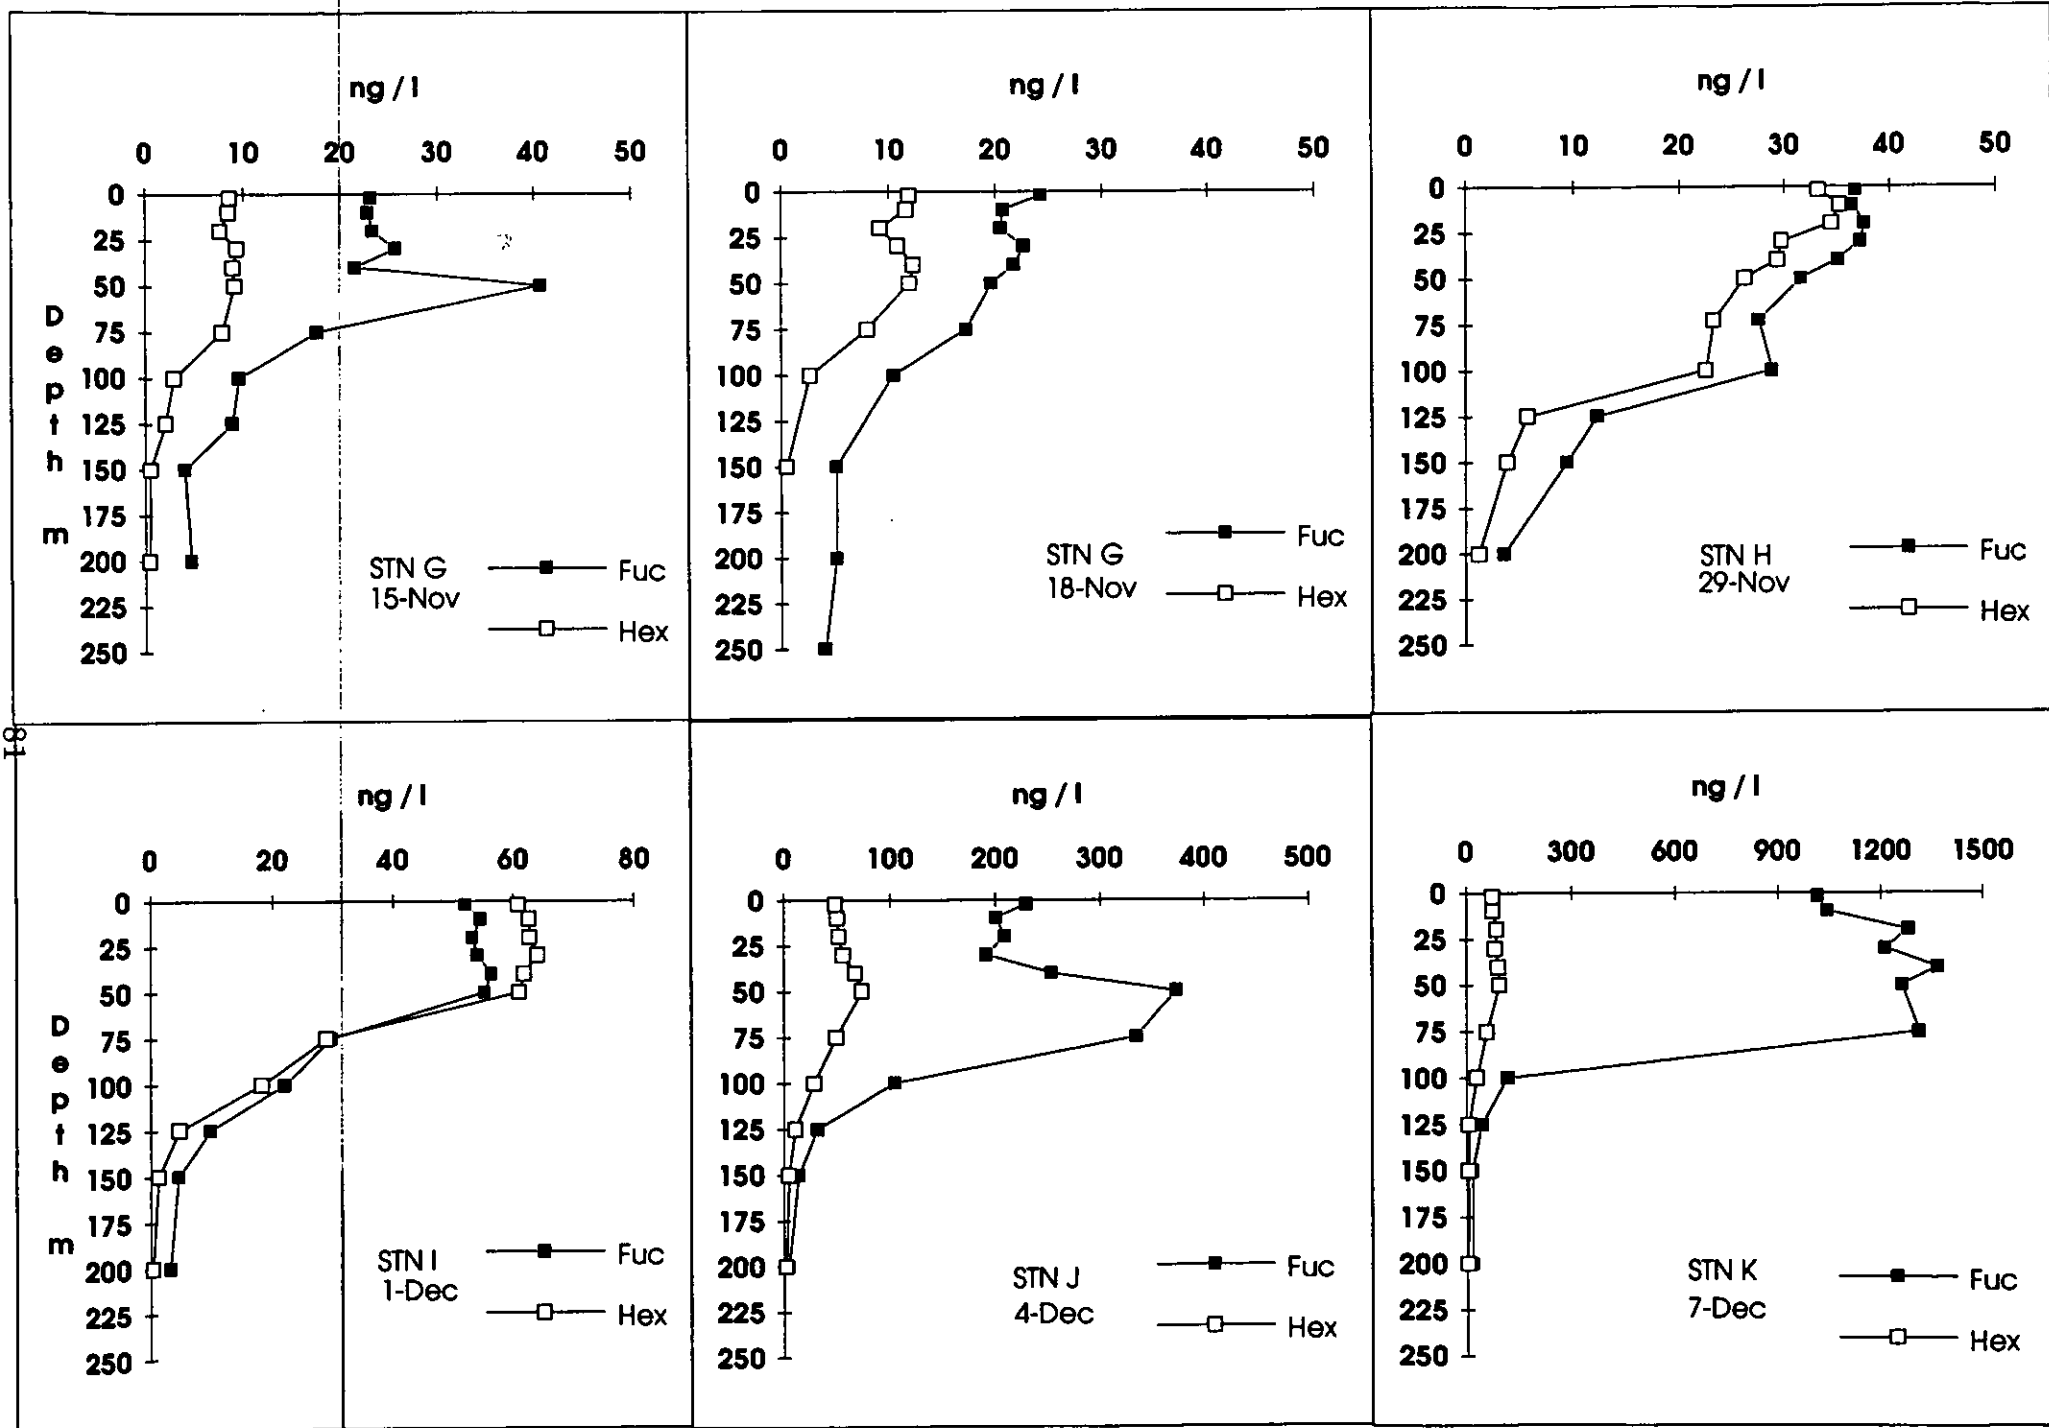 ng / l
0 10 20 30 40 50
0
25
50
75
100
125
150
175
200
225
250
Depth m
STN G
15-Nov
Fuc
Hex
ng / l
0 10 20 30 40 50
0
25
50
75
100
125
150
175
200
225
250
STN G
18-Nov
Fuc
Hex
ng / l
0 10 20 30 40 50
0
25
50
75
100
125
150
175
200
225
250
STN H
29-Nov
Fuc
Hex
81
ng / l
0 20 40 60 80
0
25
50
75
100
125
150
175
200
225
250
Depth m
STN I
1-Dec
Fuc
Hex
ng / l
0 100 200 300 400 500
0
25
50
75
100
125
150
175
200
225
250
STN J
4-Dec
Fuc
Hex
ng / l
0 300 600 900 1200 1500
0
25
50
75
100
125
150
175
200
225
250
STN K
7-Dec
Fuc
Hex